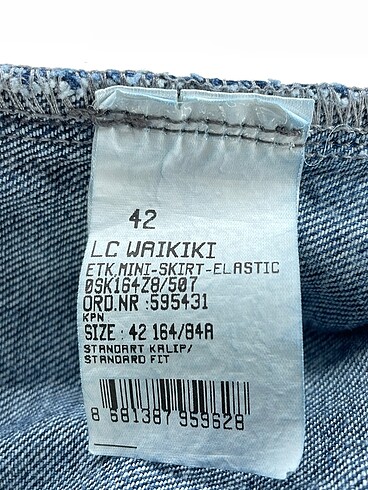 42
LC WAIKIKI
ETK.MINI-SKIRT-ELASTIC
0SK164Z8/507
ORD.NR :595431
KPN
SIZE : 42 164/84A
STANDART KALIP/
STANDARD FIT
8 681387 959628